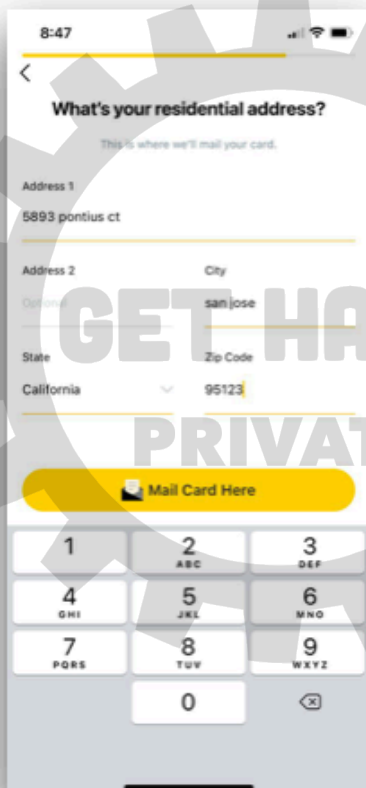 8:47
What's your residential address?
This is where we'll mail your card.
Address 1
5893 pontius ct
Address 2 City
Optional san jose
State Zip Code
California 95123
GET HA
PRIVAT
Mail Card Here
1 2 3
ABC DEF
4 5 6
GHI JKL MNO
7 8 9
PQRS TUV WXYZ
0